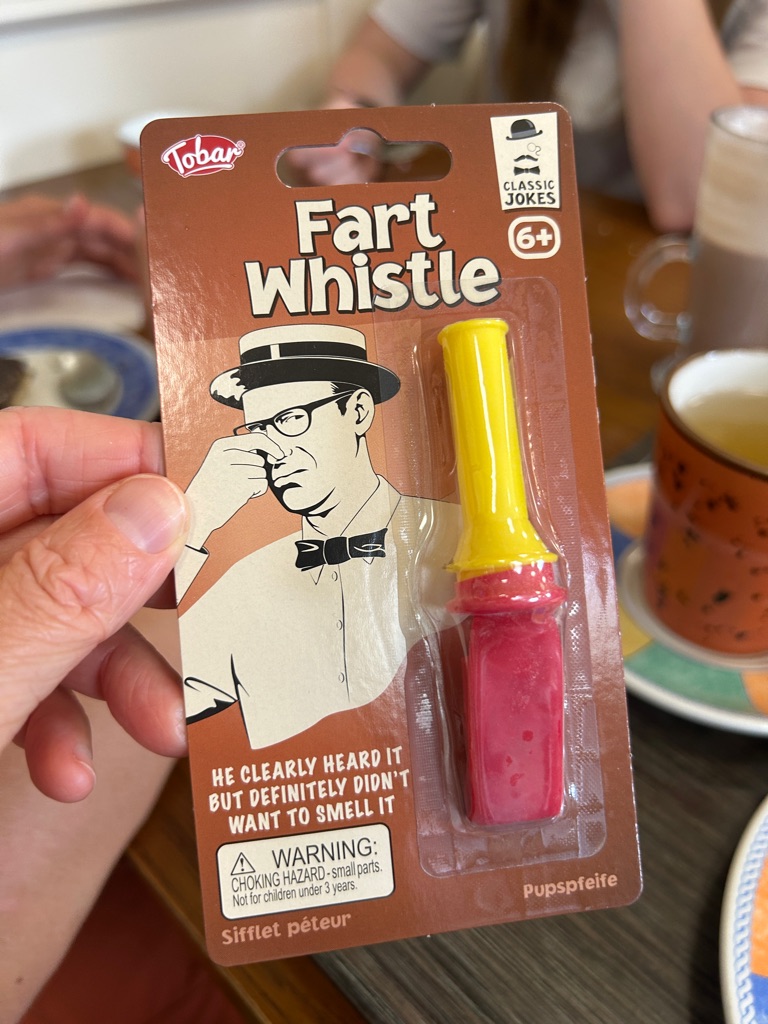 Tobar®
CLASSIC
JOKES
6+
Fart
Whistle
HE CLEARLY HEARD IT
BUT DEFINITELY DIDN'T
WANT TO SMELL IT
WARNING:
CHOKING HAZARD - small parts.
Not for children under 3 years.
Sifflet péteur
Pupspfeife